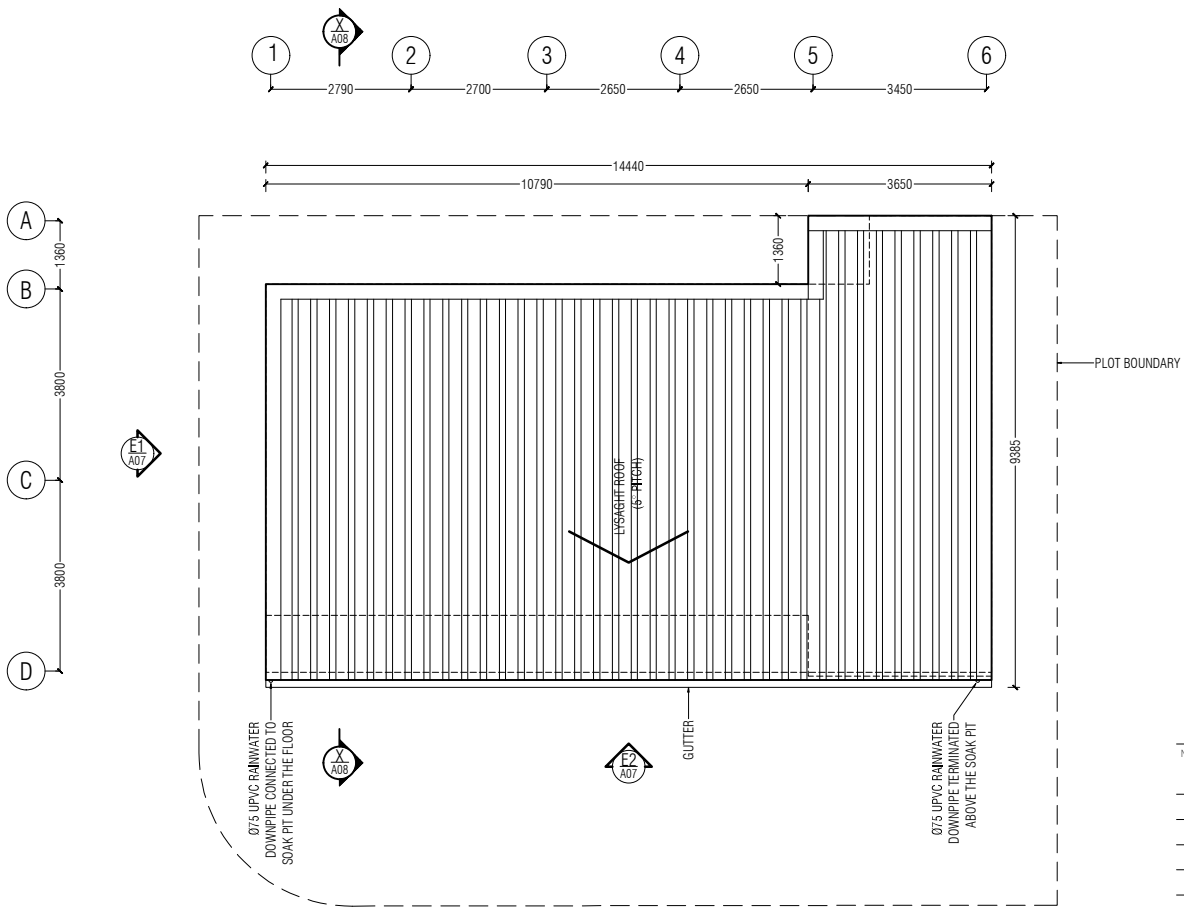 1
2
3
4
5
6
X
A08
2790
2700
2650
2650
3450
14440
10790
3650
A
B
C
D
1360
3800
3800
1360
9385
PLOT BOUNDARY
E1
A07
LYSAGHT ROOF
(6° PITCH)
GUTTER
Ø75 UPVC RAINWATER
DOWNPIPE CONNECTED TO
SOAK PIT UNDER THE FLOOR
X
A08
E2
A07
Ø75 UPVC RAINWATER
DOWNPIPE TERMINATED
ABOVE THE SOAK PIT